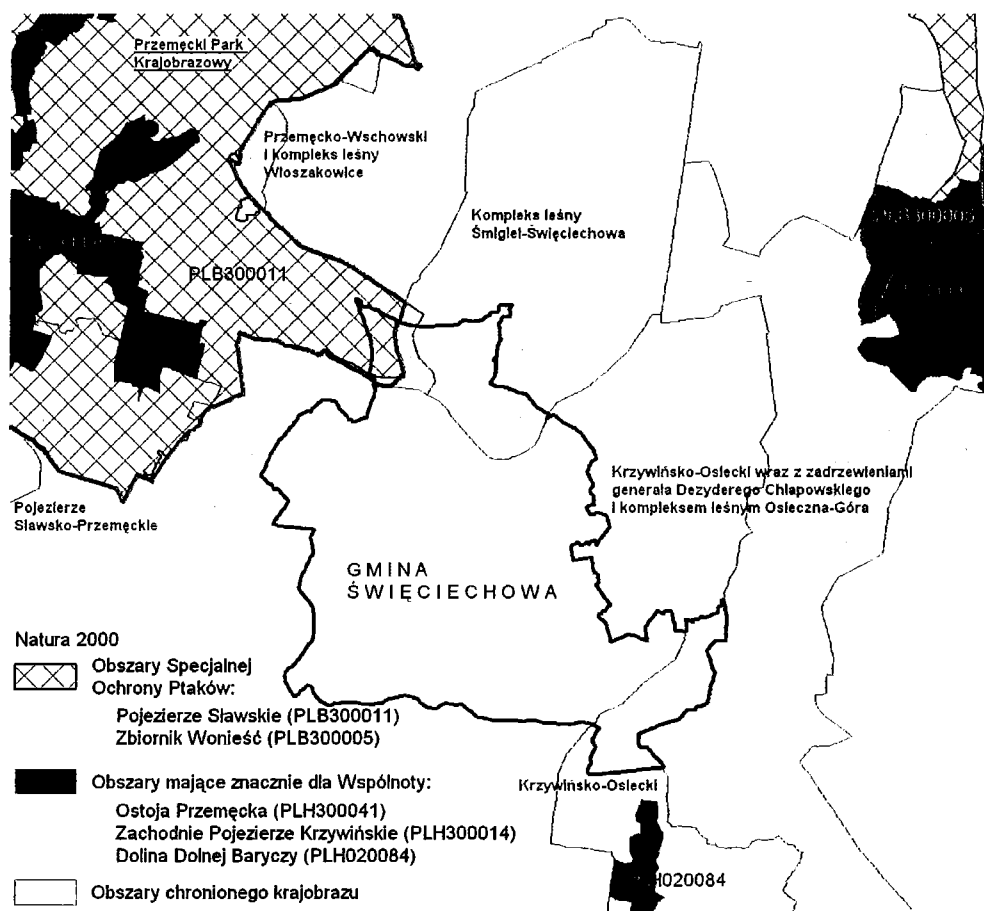 Przemęcki Park
Krajobrazowy
Przemęcko-Wschowski
i kompleks leśny
Włoszakowice
Kompleks leśny
Śmigiel-Święciechowa
PLB300005
PLB300011
Krzywińsko-Osiecki wraz z zadrzewieniami
generała Dezyderego Chłapowskiego
i kompleksem leśnym Osieczna-Góra
Pojezierze
Sławsko-Przemęckie
GMINA
ŚWIĘCIECHOWA
Natura 2000
Obszary Specjalnej
Ochrony Ptaków:
Pojezierze Sławskie (PLB300011)
Zbiornik Wonieść (PLB300005)
Obszary mające znacznie dla Wspólnoty:
Ostoja Przemęcka (PLH300041)
Zachodnie Pojezierze Krzywińskie (PLH300014)
Dolina Dolnej Baryczy (PLH020084)
Obszary chronionego krajobrazu
Krzywińsko-Osiecki
PLH020084